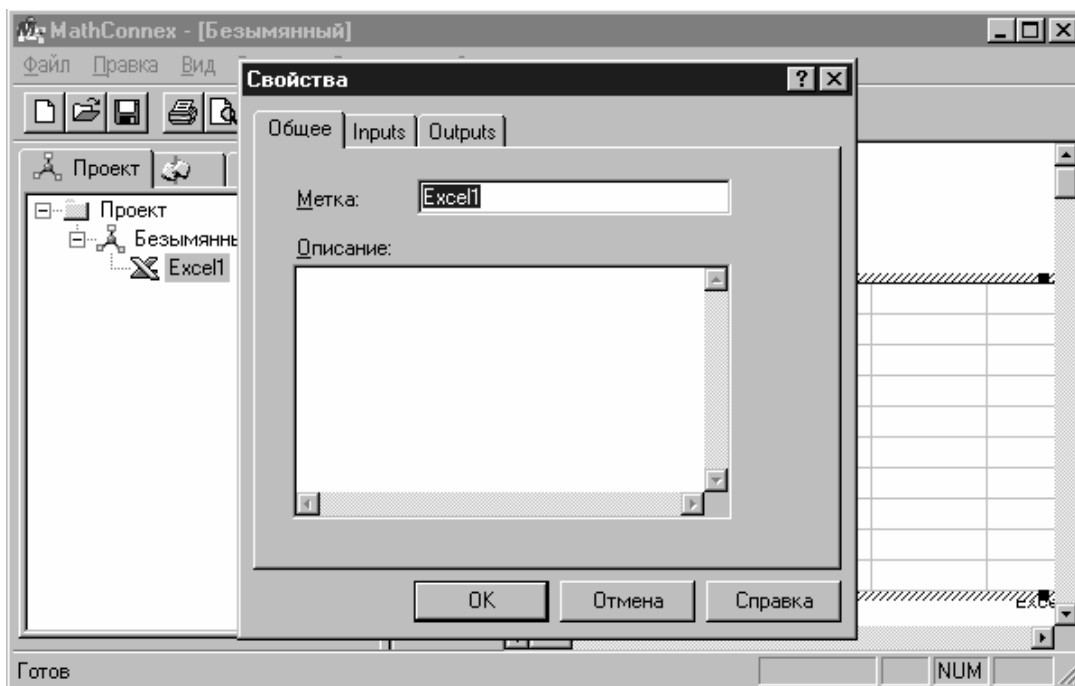 MathConnex - [Безымянный]
Файл Правка Вид
Свойства
Общее Inputs Outputs
Проект
Метка: Excel1
Проект
Описание:
Безымянны
Excel1
OK Отмена Справка
Exce
Готов NUM